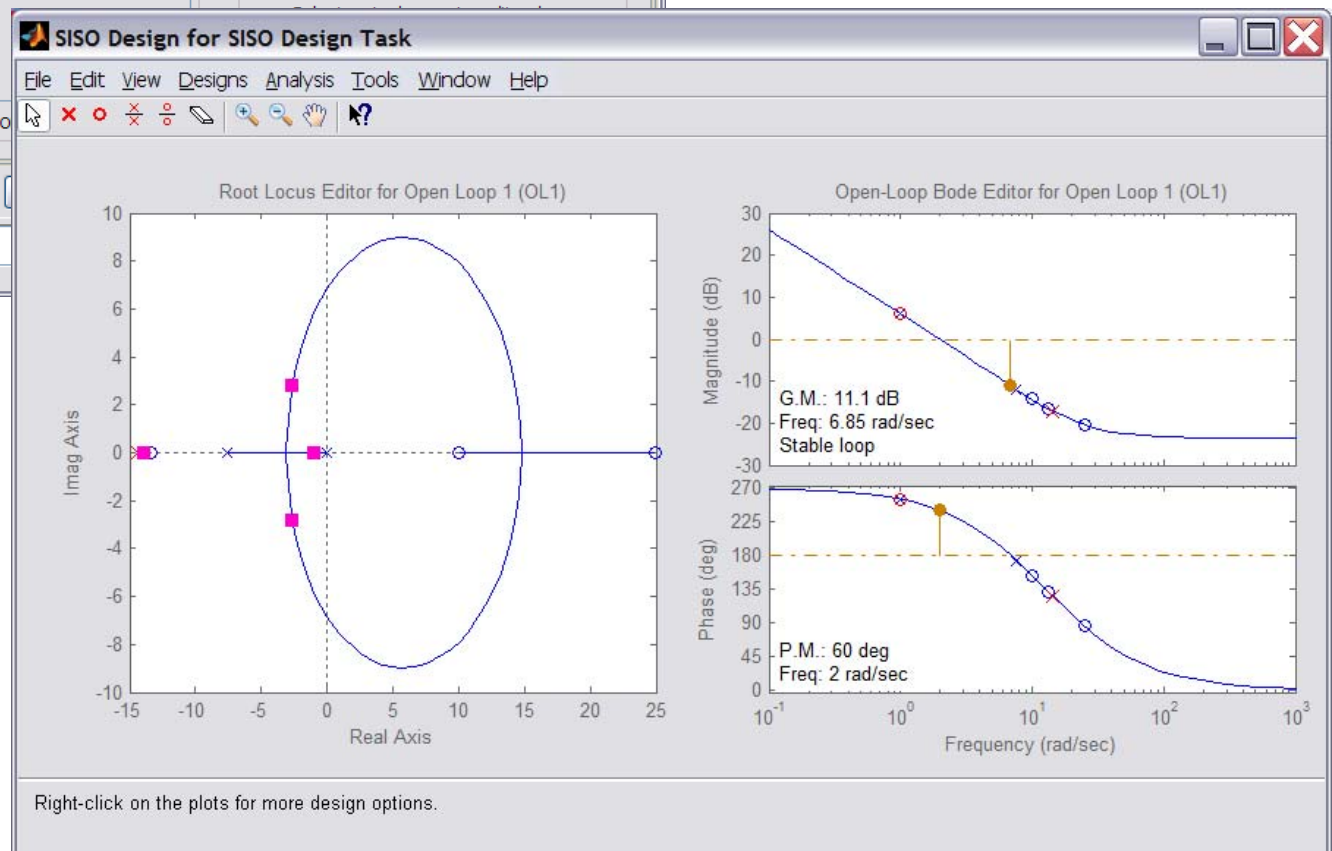 SISO Design for SISO Design Task
File Edit View Designs Analysis Tools Window Help
Root Locus Editor for Open Loop 1 (OL1)
10
8
6
4
2
0
-2
-4
-6
-8
-10
Imag Axis
-15 -10 -5 0 5 10 15 20 25
Real Axis
Open-Loop Bode Editor for Open Loop 1 (OL1)
30
20
10
0
-10
-20
-30
Magnitude (dB)
G.M.: 11.1 dB
Freq: 6.85 rad/sec
Stable loop
270
225
180
135
90
45
0
Phase (deg)
P.M.: 60 deg
Freq: 2 rad/sec
10^-1 10^0 10^1 10^2 10^3
Frequency (rad/sec)
Right-click on the plots for more design options.